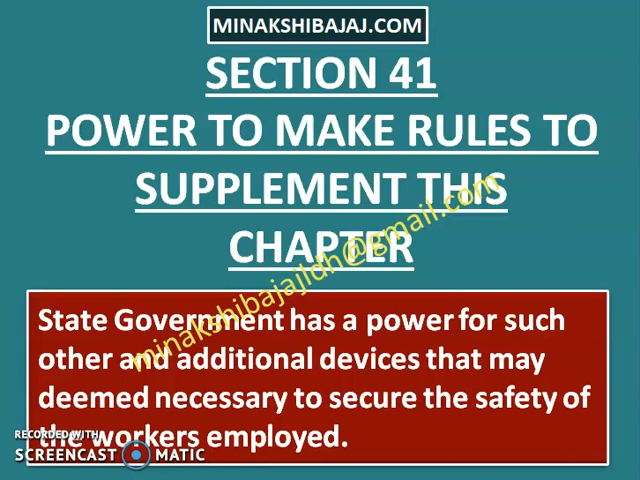 MINAKSHIBAJAJ.COM
SECTION 41
POWER TO MAKE RULES TO
SUPPLEMENT THIS
CHAPTER
minakshibajajldh@gmail.com
State Government has a power for such
other and additional devices that may
deemed necessary to secure the safety of
the workers employed.
RECORDED WITH
SCREENCAST MATIC